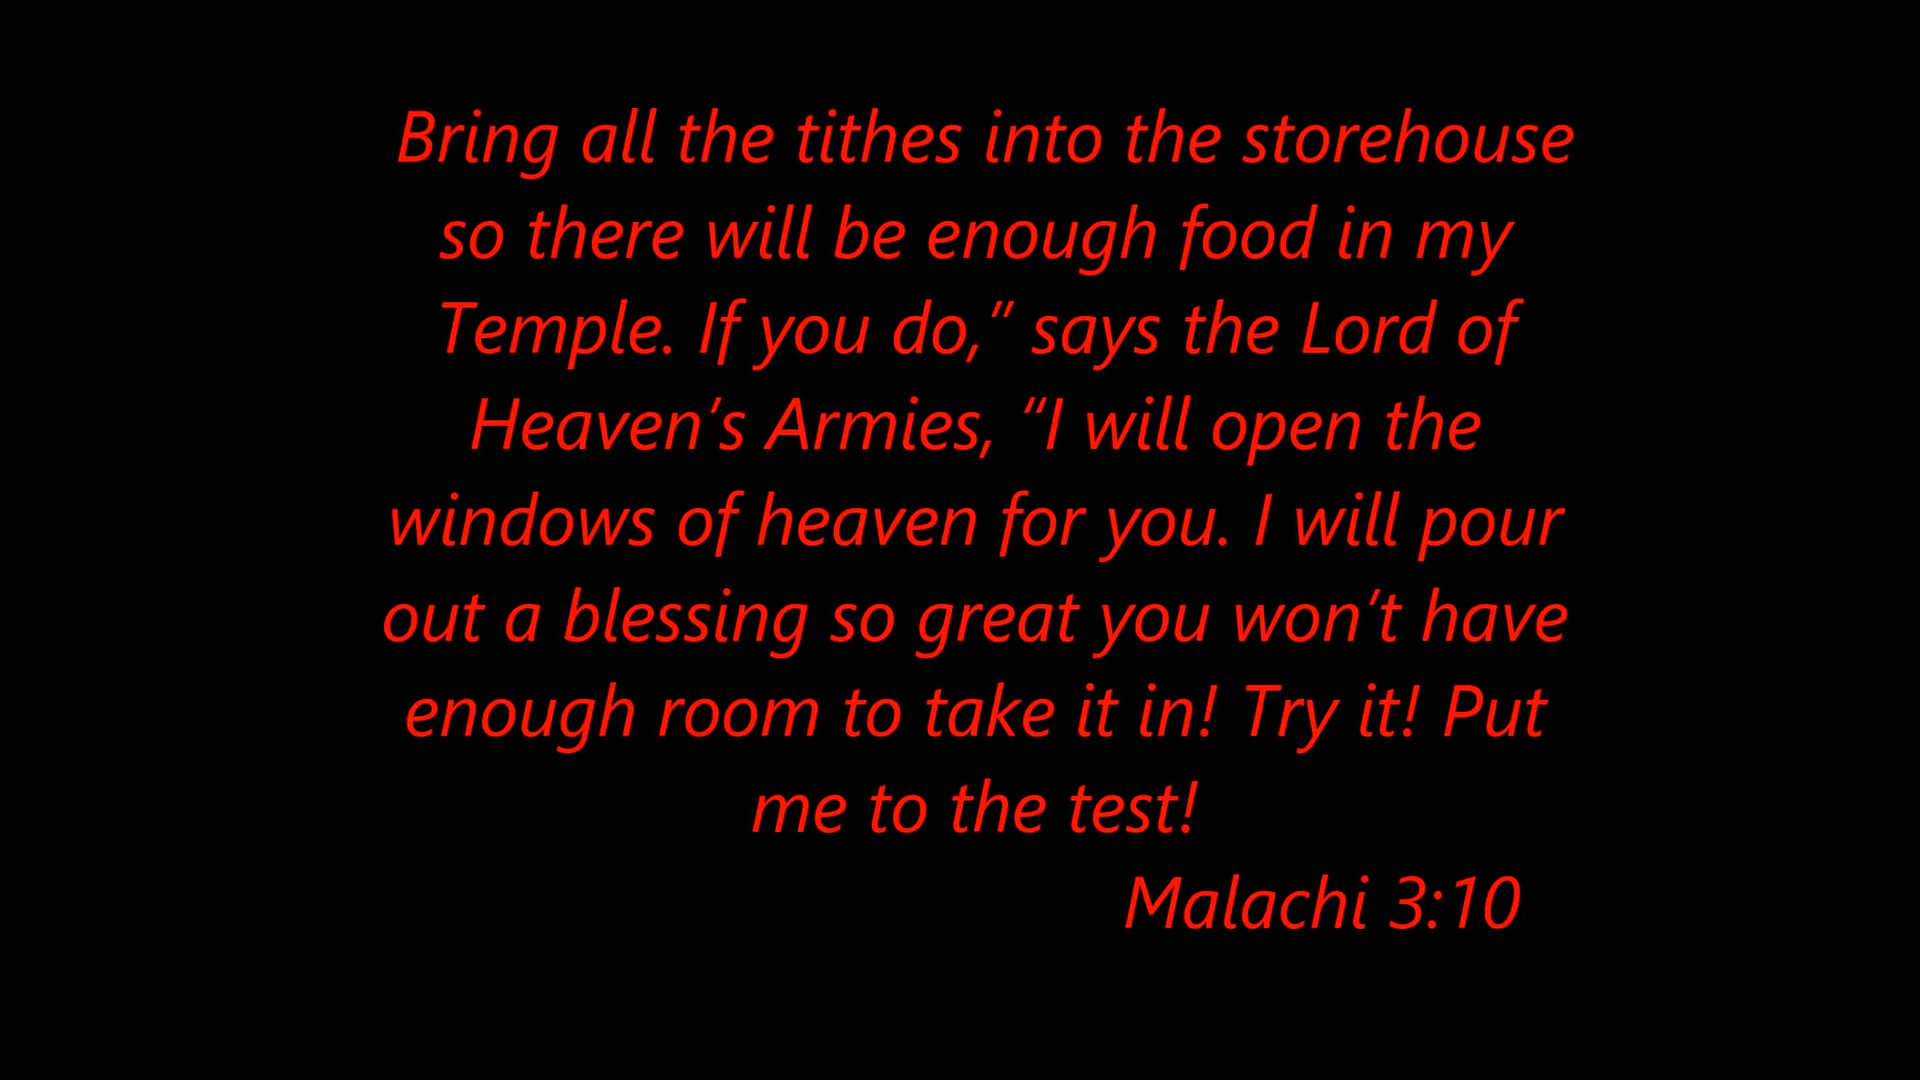 Bring all the tithes into the storehouse
so there will be enough food in my
Temple. If you do,” says the Lord of
Heaven’s Armies, “I will open the
windows of heaven for you. I will pour
out a blessing so great you won’t have
enough room to take it in! Try it! Put
me to the test!
Malachi 3:10